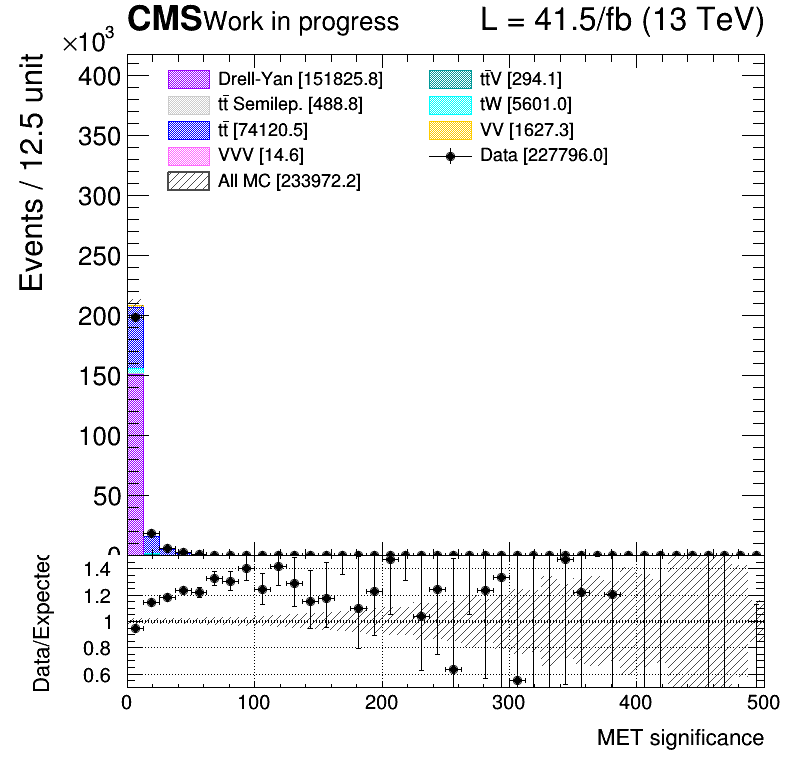 CMS Work in progress L = 41.5/fb (13 TeV)
×10³
Events / 12.5 unit
400
350
300
250
200
150
100
50
0
Drell-Yan [151825.8]
tt̄ Semilep. [488.8]
tt̄ [74120.5]
VVV [14.6]
All MC [233972.2]
tt̄V [294.1]
tW [5601.0]
VV [1627.3]
Data [227796.0]
Data/Expected
1.4
1.2
1
0.8
0.6
0 100 200 300 400 500
MET significance